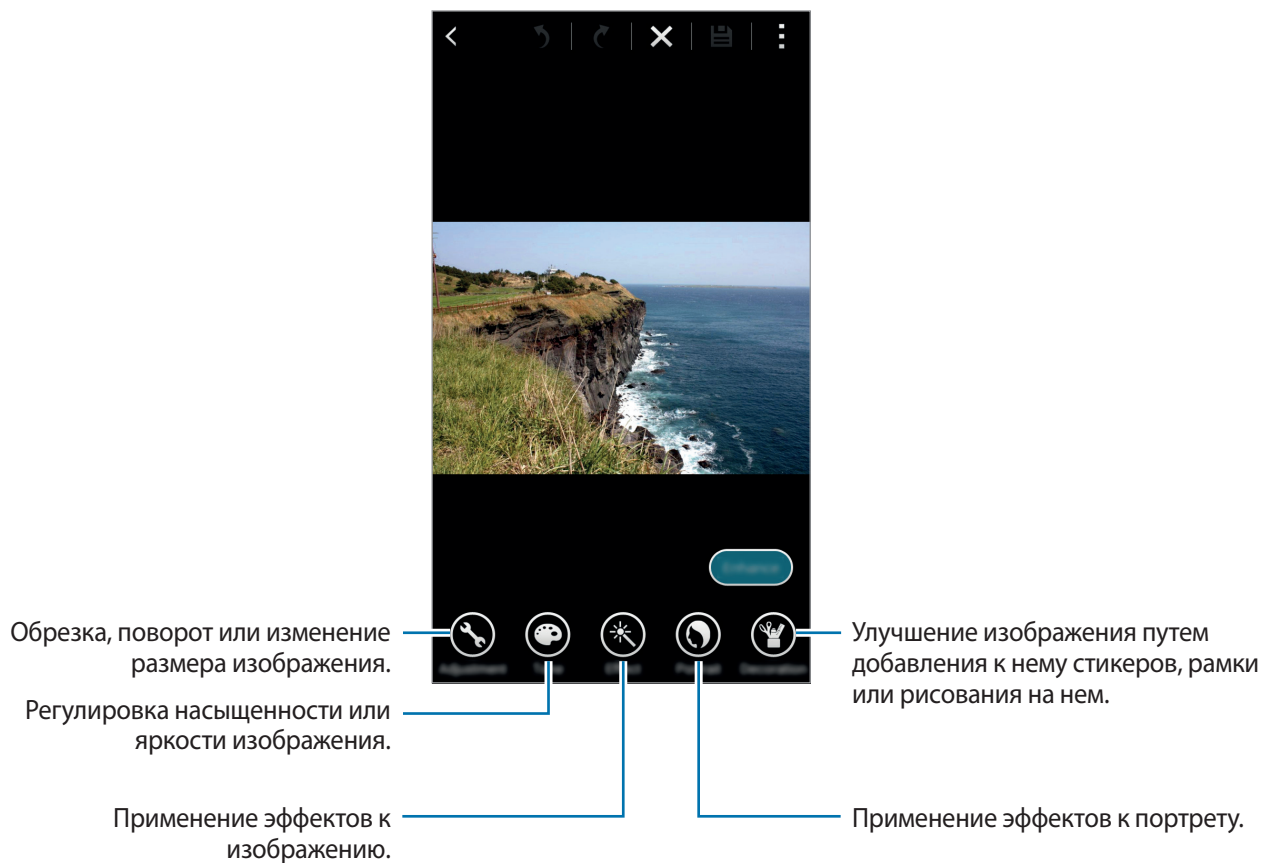 Обрезка, поворот или изменение
размера изображения.
Регулировка насыщенности или
яркости изображения.
Применение эффектов к
изображению.
Улучшение изображения путем
добавления к нему стикеров, рамки
или рисования на нем.
Применение эффектов к портрету.